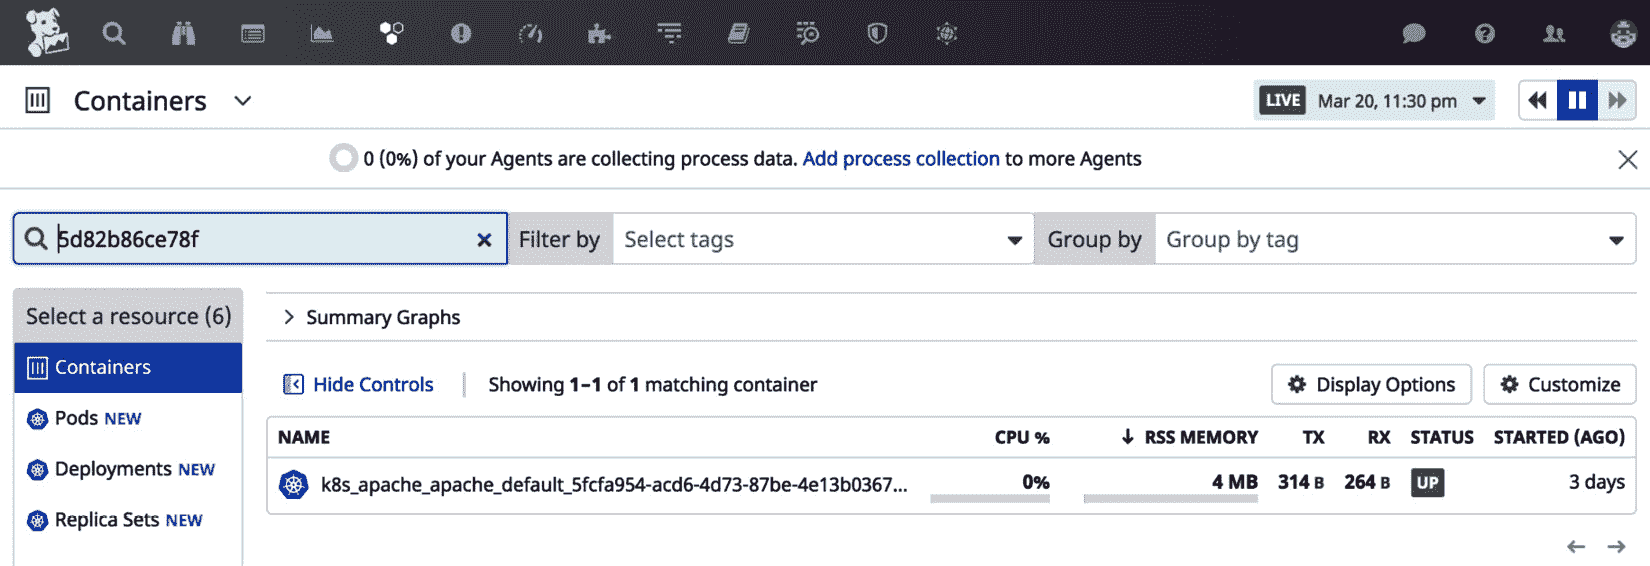 Containers
LIVE Mar 20, 11:30 pm
0 (0%) of your Agents are collecting process data. Add process collection to more Agents
5d82b86ce78f Filter by Select tags Group by Group by tag
Select a resource (6)
Summary Graphs
Containers
Hide Controls Showing 1–1 of 1 matching container Display Options Customize
Pods NEW
NAME CPU % RSS MEMORY TX RX STATUS STARTED (AGO)
Deployments NEW
k8s_apache_apache_default_5fcfa954-acd6-4d73-87be-4e13b0367... 0% 4 MB 314 B 264 B UP 3 days
Replica Sets NEW